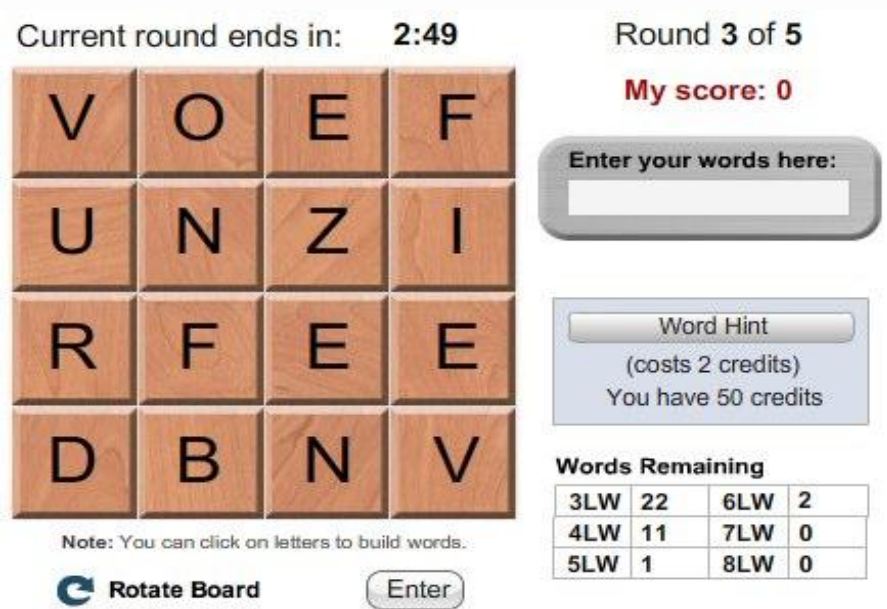 Current round ends in: 2:49
Round 3 of 5
My score: 0
V O E F
U N Z I
R F E E
D B N V
Enter your words here:
Word Hint
(costs 2 credits)
You have 50 credits
Words Remaining
3LW 22 6LW 2
4LW 11 7LW 0
5LW 1 8LW 0
Note: You can click on letters to build words.
Rotate Board
Enter